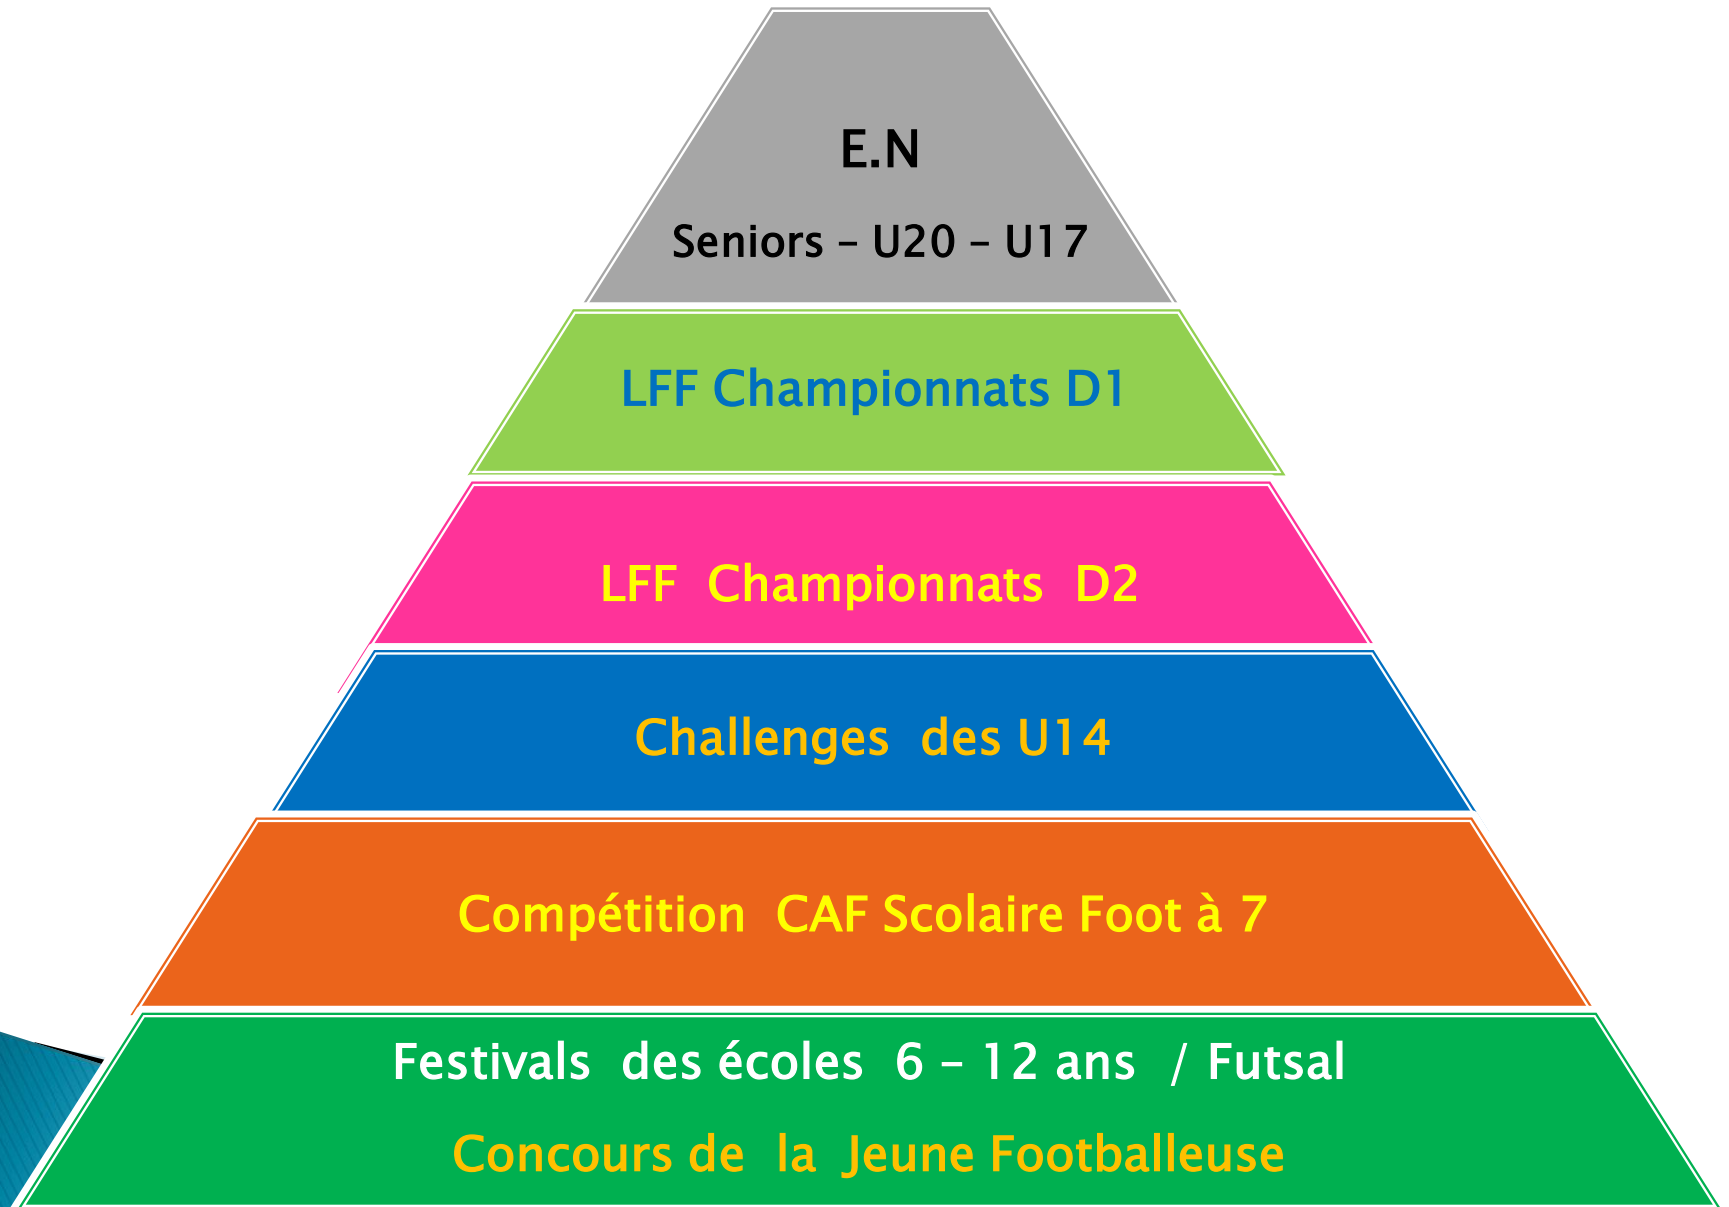 E.N
Seniors – U20 – U17
LFF Championnats D1
LFF Championnats D2
Challenges des U14
Compétition CAF Scolaire Foot à 7
Festivals des écoles 6 – 12 ans / Futsal
Concours de la Jeune Footballeuse